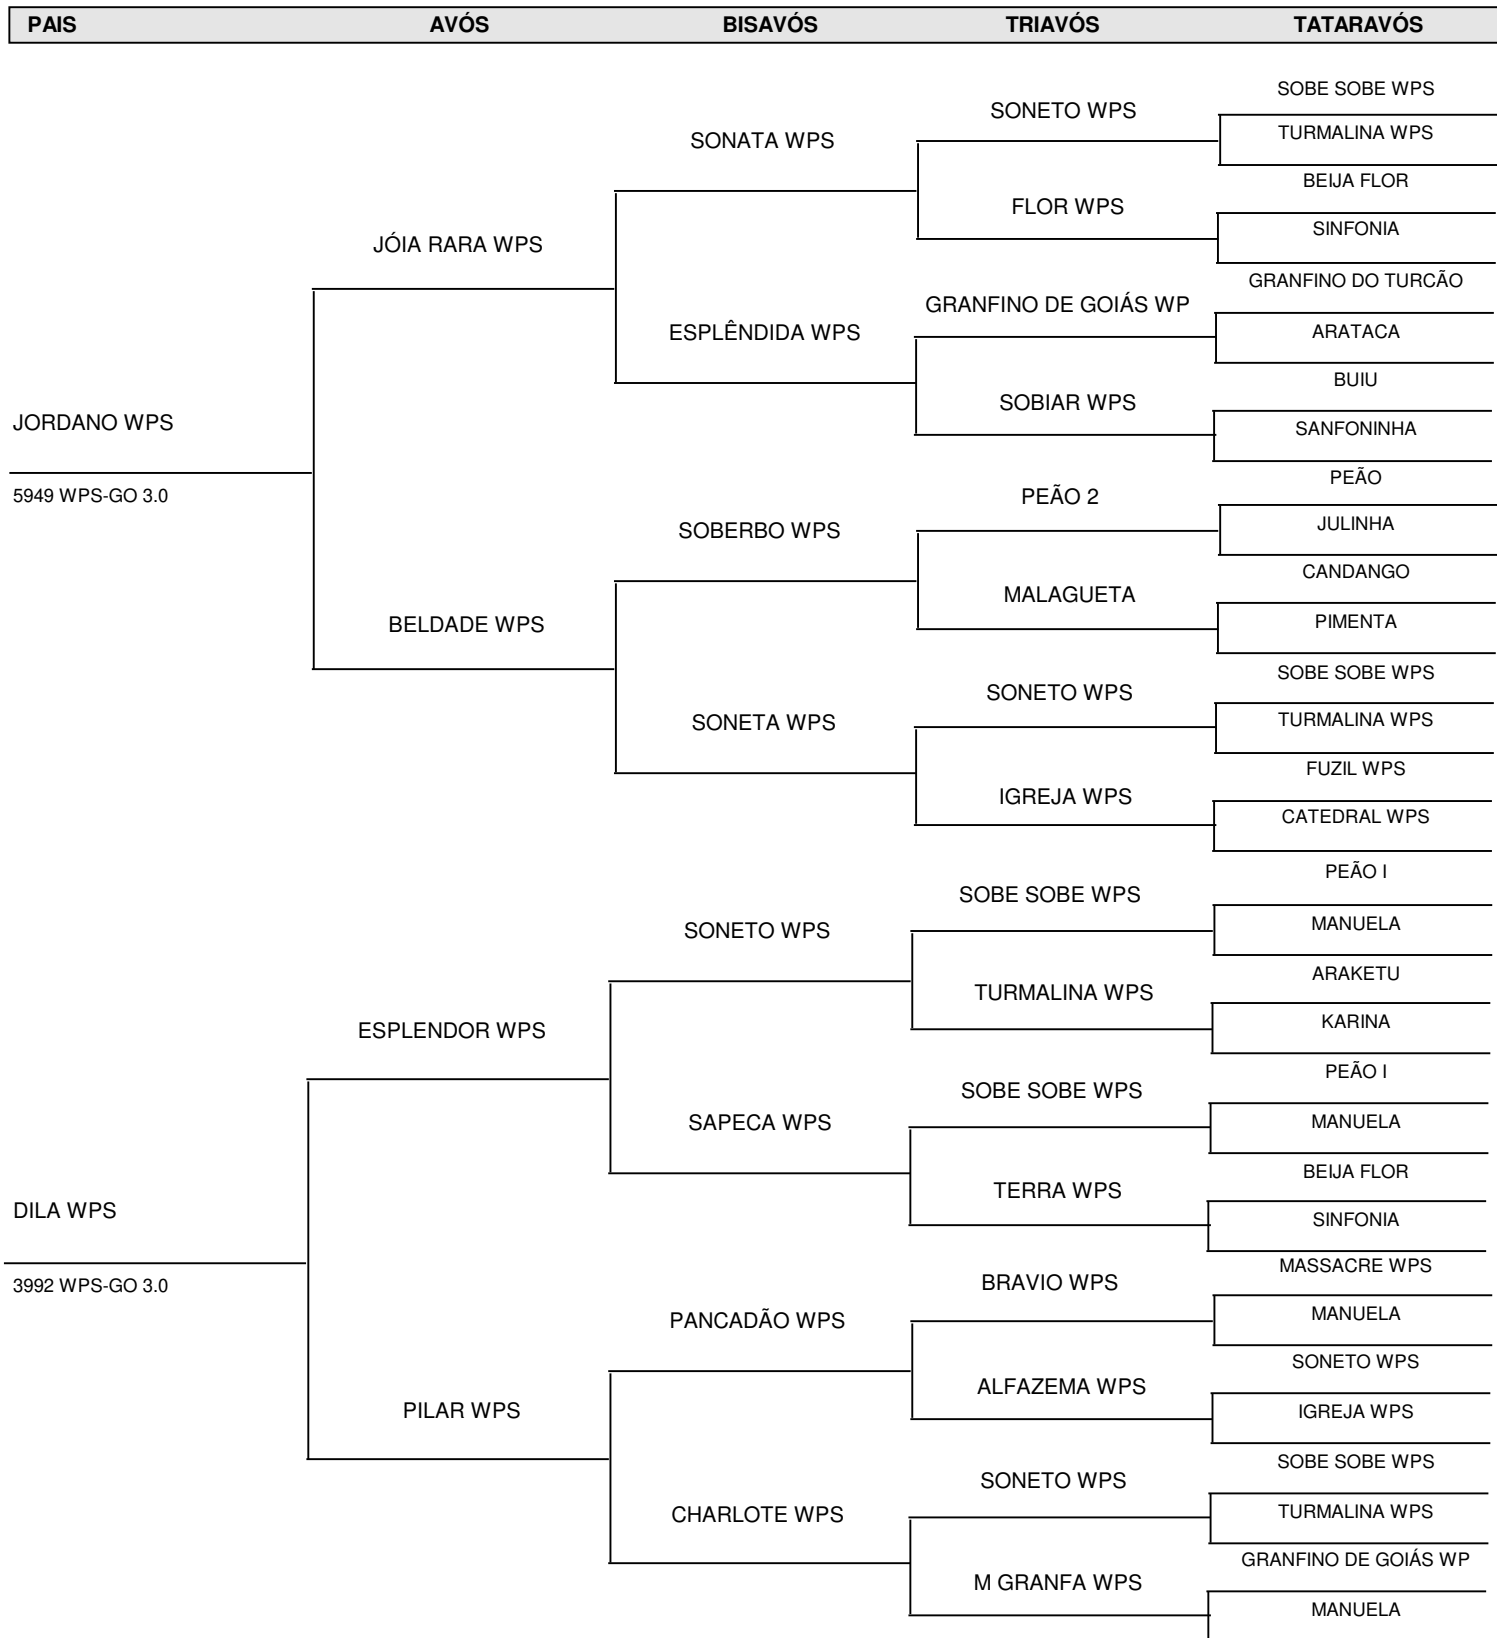 PAIS AVÓS BISAVÓS TRIAVÓS TATARAVÓS
SOBE SOBE WPS
SONETO WPS
TURMALINA WPS
SONATA WPS
BEIJA FLOR
FLOR WPS
SINFONIA
JÓIA RARA WPS
GRANFINO DO TURCÃO
GRANFINO DE GOIÁS WP
ESPLÊNDIDA WPS
ARATACA
BUIU
SOBIAR WPS
JORDANO WPS
SANFONINHA
PEÃO
5949 WPS-GO 3.0
PEÃO 2
JULINHA
SOBERBO WPS
CANDANGO
MALAGUETA
BELDADE WPS
PIMENTA
SOBE SOBE WPS
SONETO WPS
TURMALINA WPS
SONETA WPS
FUZIL WPS
IGREJA WPS
CATEDRAL WPS
PEÃO I
SOBE SOBE WPS
MANUELA
SONETO WPS
ARAKETU
TURMALINA WPS
KARINA
ESPLENDOR WPS
PEÃO I
SOBE SOBE WPS
SAPECA WPS
MANUELA
BEIJA FLOR
TERRA WPS
DILA WPS
SINFONIA
MASSACRE WPS
3992 WPS-GO 3.0
BRAVIO WPS
MANUELA
PANCADÃO WPS
SONETO WPS
ALFAZEMA WPS
PILAR WPS
IGREJA WPS
SOBE SOBE WPS
SONETO WPS
TURMALINA WPS
CHARLOTE WPS
GRANFINO DE GOIÁS WP
M GRANFA WPS
MANUELA